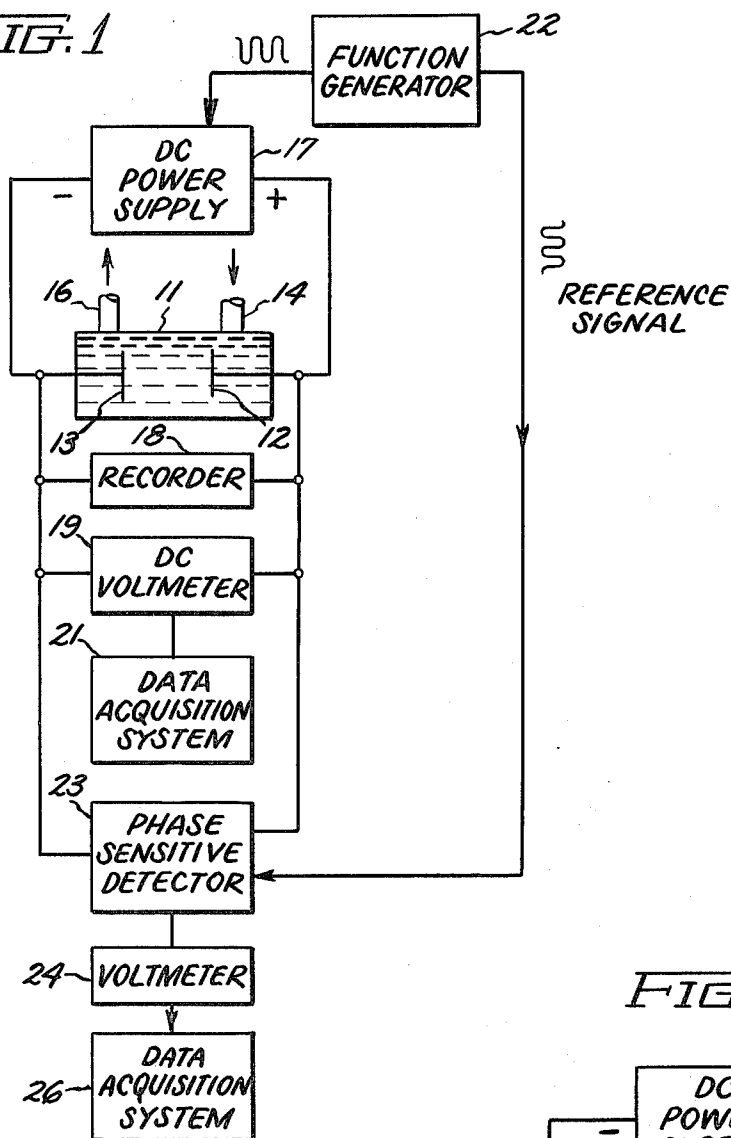 FIG. 1
22
FUNCTION
GENERATOR
DC
POWER
SUPPLY
17
-
+
16
11
14
REFERENCE
SIGNAL
13
12
18
RECORDER
19
DC
VOLTMETER
21
DATA
ACQUISITION
SYSTEM
23
PHASE
SENSITIVE
DETECTOR
24
VOLTMETER
26
DATA
ACQUISITION
SYSTEM
FIG
DC
-